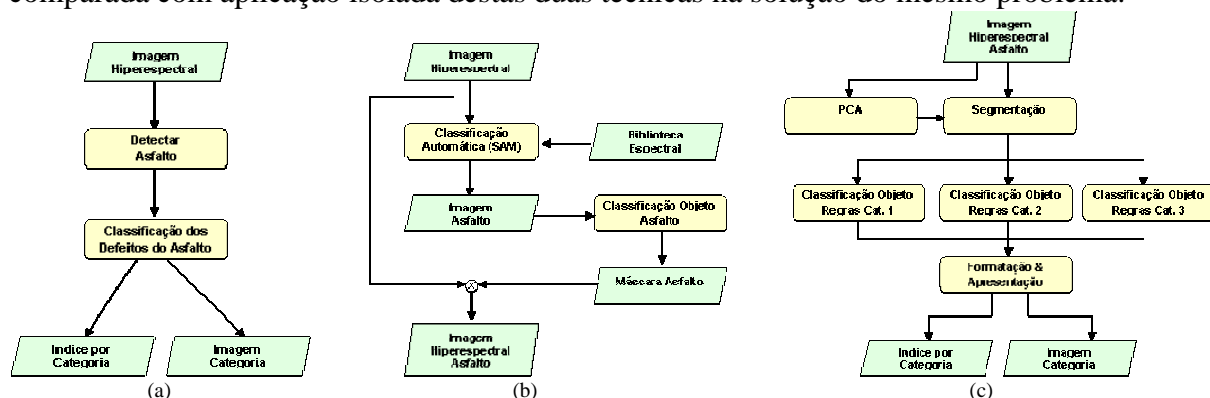 comparada com aplicação isolada destas duas técnicas na solução do mesmo problema.
Imagem
Hiperespectral
Detectar
Asfalto
Classificação dos
Defeitos do Asfalto
Indice por
Categoria
Imagem
Categoria
(a)
Imagem
Hiperespectral
Classificação
Automática (SAM)
Biblioteca
Espectral
Imagem
Asfalto
Classificação Objeto
Asfalto
Máscara Asfalto
X
Imagem
Hiperespectral
Asfalto
(b)
Imagem
Hiperespectral
Asfalto
PCA
Segmentação
Classificação Objeto
Regras Cat. 1
Classificação Objeto
Regras Cat. 2
Classificação Objeto
Regras Cat. 3
Formatação &
Apresentação
Indice por
Categoria
Imagem
Categoria
(c)